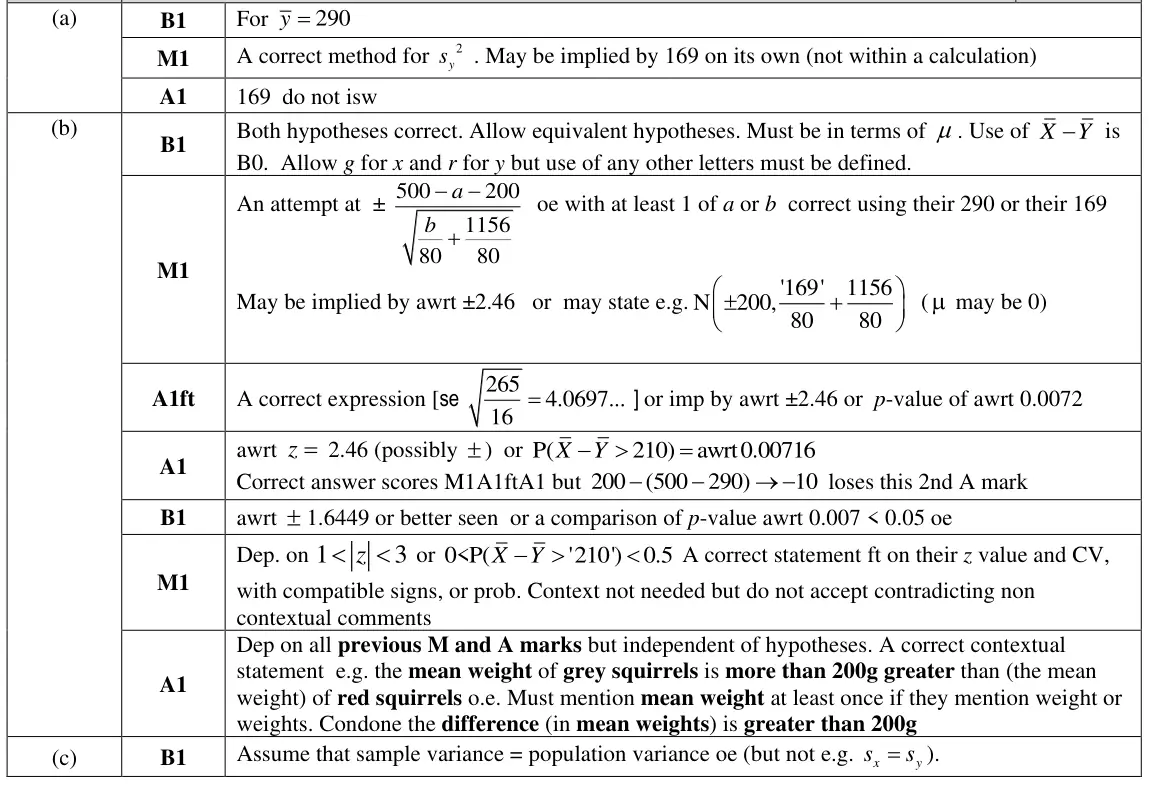 (a) B1 For ȳ = 290
M1 A correct method for s_y² . May be implied by 169 on its own (not within a calculation)
A1 169 do not isw
(b) B1 Both hypotheses correct. Allow equivalent hypotheses. Must be in terms of μ . Use of X̄ − Ȳ is
B0. Allow g for x and r for y but use of any other letters must be defined.
M1 An attempt at ± (500 − a − 200) / √(b/80 + 1156/80) oe with at least 1 of a or b correct using their 290 or their 169
May be implied by awrt ±2.46 or may state e.g. N(±200, '169'/80 + 1156/80) (μ may be 0)
A1ft A correct expression [se √(265/16) = 4.0697... ] or imp by awrt ±2.46 or p-value of awrt 0.0072
A1 awrt z = 2.46 (possibly ±) or P(X̄ − Ȳ > 210) = awrt 0.00716
Correct answer scores M1A1ftA1 but 200 − (500 − 290) → −10 loses this 2nd A mark
B1 awrt ± 1.6449 or better seen or a comparison of p-value awrt 0.007 < 0.05 oe
M1 Dep. on 1 < |z| < 3 or 0<P(X̄ − Ȳ > '210') < 0.5 A correct statement ft on their z value and CV,
with compatible signs, or prob. Context not needed but do not accept contradicting non
contextual comments
A1 Dep on all previous M and A marks but independent of hypotheses. A correct contextual
statement e.g. the mean weight of grey squirrels is more than 200g greater than (the mean
weight) of red squirrels o.e. Must mention mean weight at least once if they mention weight or
weights. Condone the difference (in mean weights) is greater than 200g
(c) B1 Assume that sample variance = population variance oe (but not e.g. s_x = s_y ).